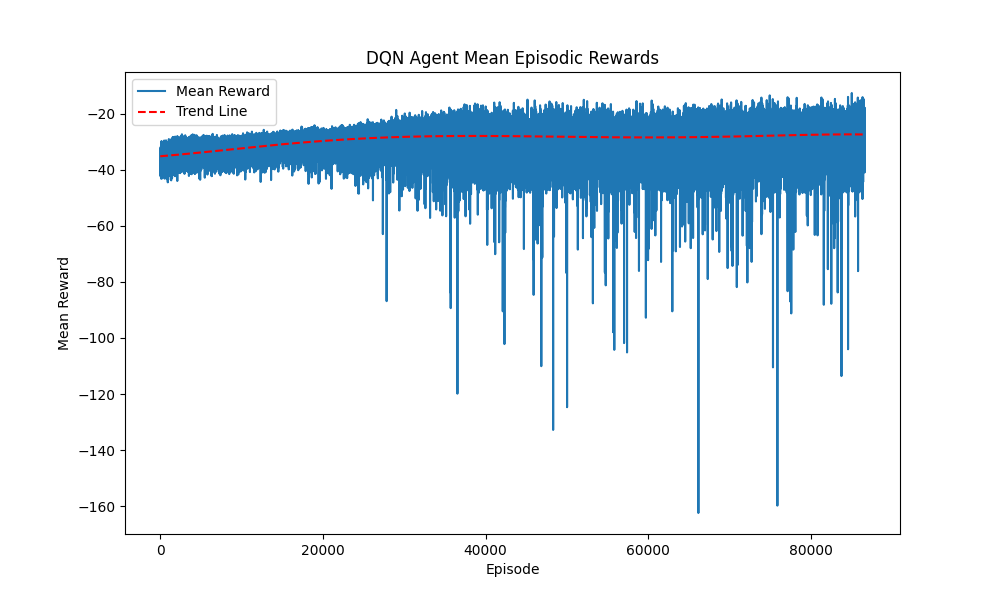 DQN Agent Mean Episodic Rewards
Mean Reward
Trend Line
−20
−40
−60
−80
−100
−120
−140
−160
Mean Reward
0
20000
40000
60000
80000
Episode